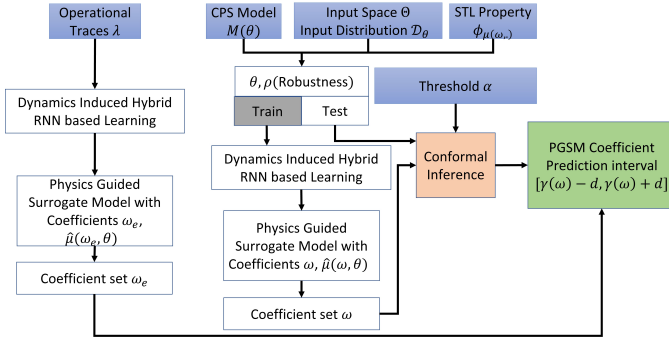 Operational
Traces λ
CPS Model
M(θ)
Input Space Θ
Input Distribution 𝒟θ
STL Property
ϕμ(ω,.)
θ, ρ(Robustness)
Train
Test
Threshold α
Dynamics Induced Hybrid
RNN based Learning
Dynamics Induced Hybrid
RNN based Learning
Conformal
Inference
PGSM Coefficient
Prediction interval
[γ(ω) − d, γ(ω) + d]
Physics Guided
Surrogate Model with
Coefficients ωe,
μ̂(ωe, θ)
Physics Guided
Surrogate Model with
Coefficients ω, μ̂(ω, θ)
Coefficient set ωe
Coefficient set ω